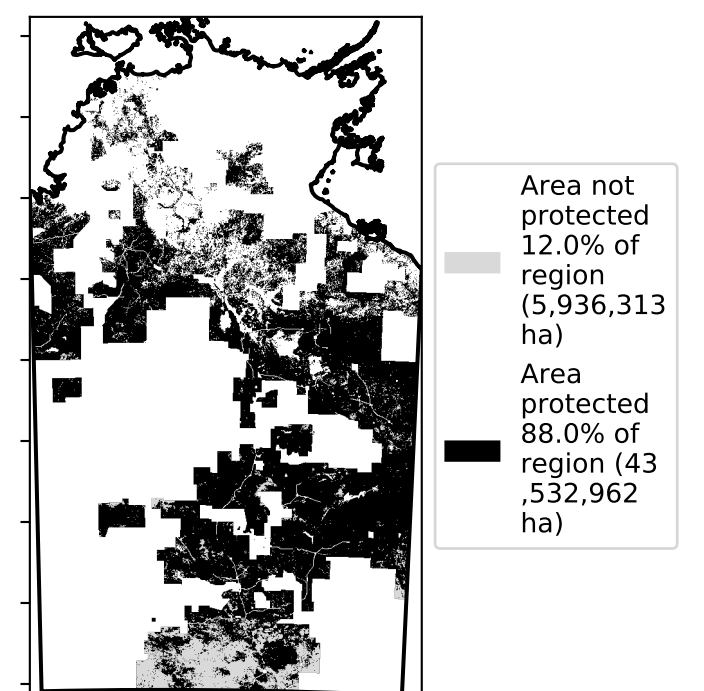 Area not
protected
12.0% of
region
(5,936,313
ha)
Area
protected
88.0% of
region (43
,532,962
ha)